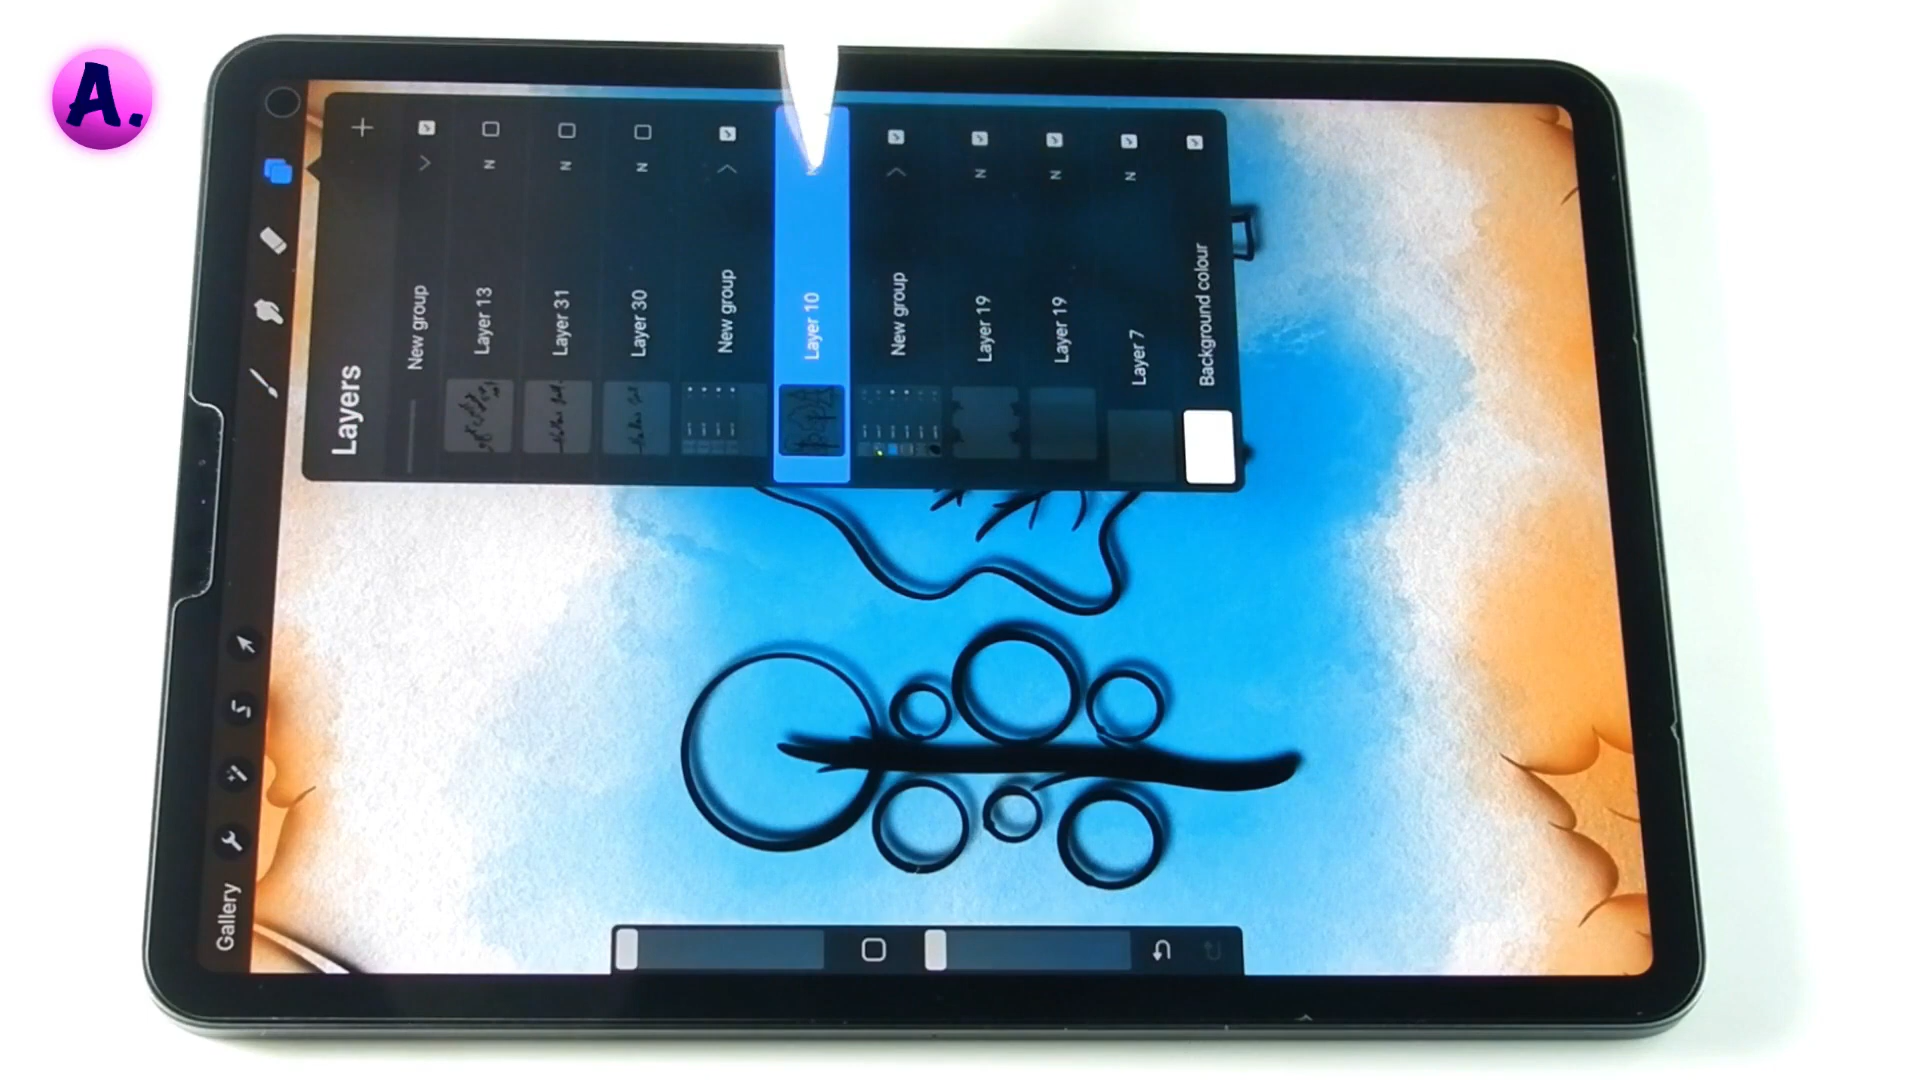 A.
Gallery
Layers
New group
Layer 13
N
Layer 31
N
Layer 30
N
New group
Layer 10
New group
Layer 19
N
Layer 19
N
Layer 7
N
Background colour